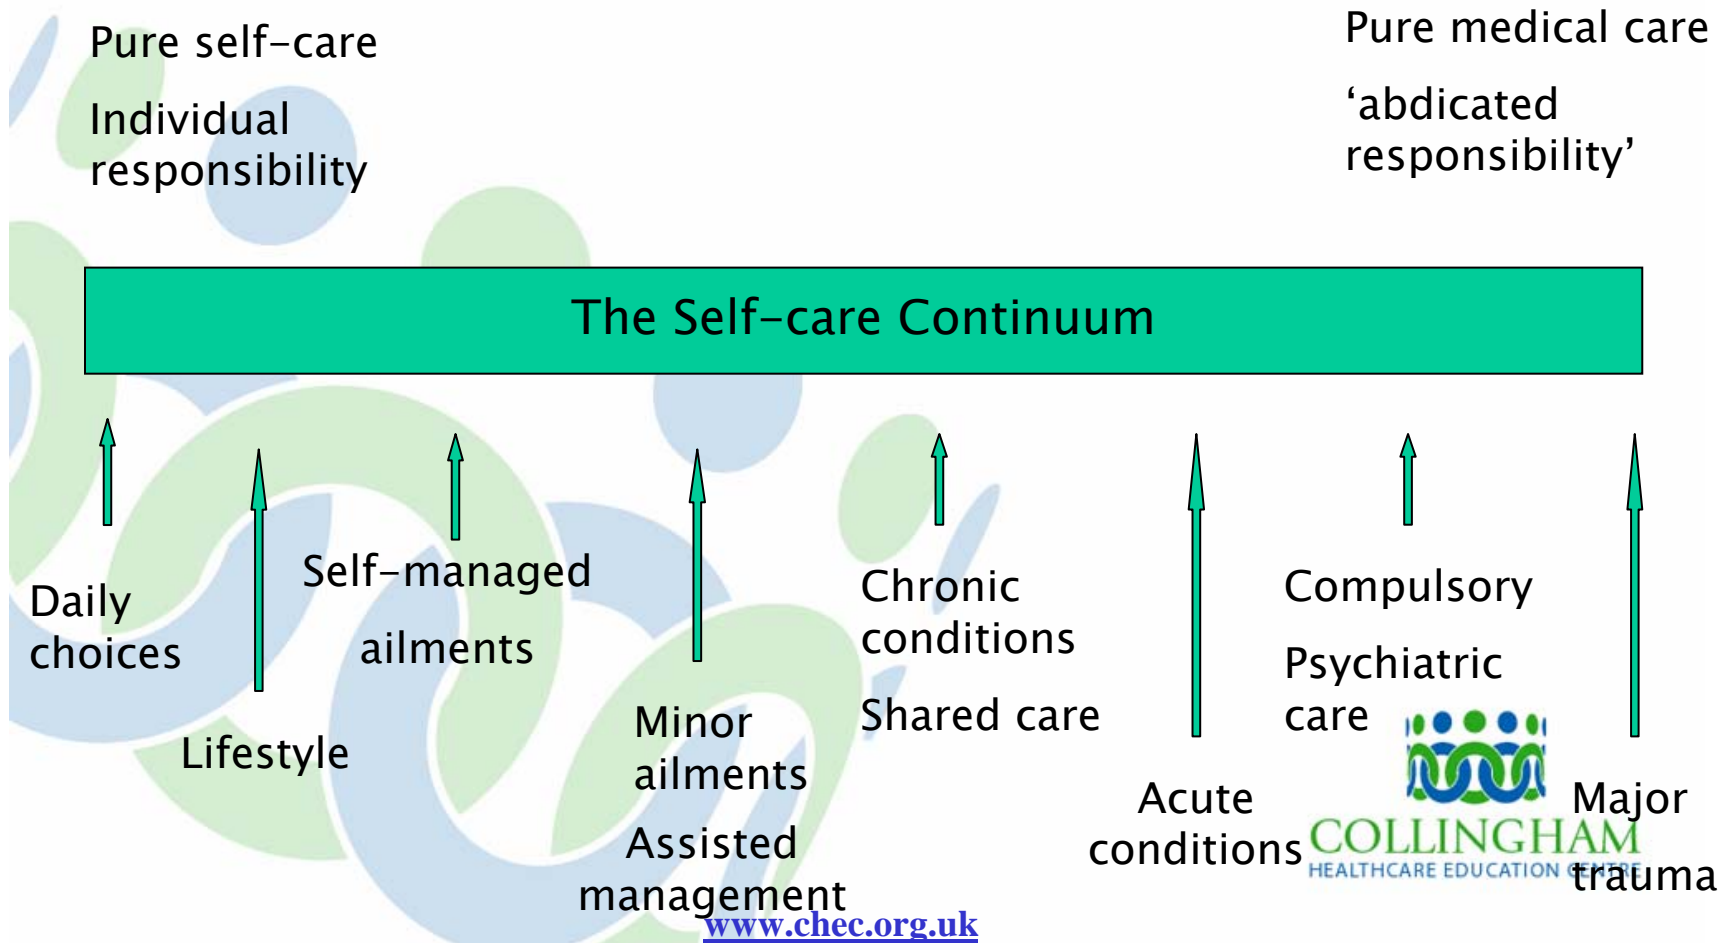 Pure self-care
Individual
responsibility
Pure medical care
‘abdicated
responsibility’
The Self-care Continuum
Daily
choices
Lifestyle
Self-managed
ailments
Minor
ailments
Assisted
management
Chronic
conditions
Shared care
Acute
conditions
Compulsory
Psychiatric
care
Major
trauma
COLLINGHAM
HEALTHCARE EDUCATION CENTRE
www.chec.org.uk